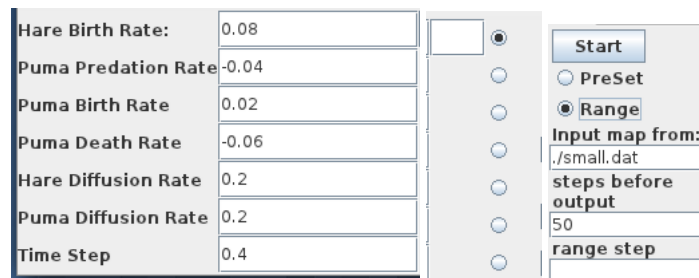 Hare Birth Rate: 0.08
Puma Predation Rate -0.04
Puma Birth Rate 0.02
Puma Death Rate -0.06
Hare Diffusion Rate 0.2
Puma Diffusion Rate 0.2
Time Step 0.4
Start
PreSet
Range
Input map from:
./small.dat
steps before
output
50
range step